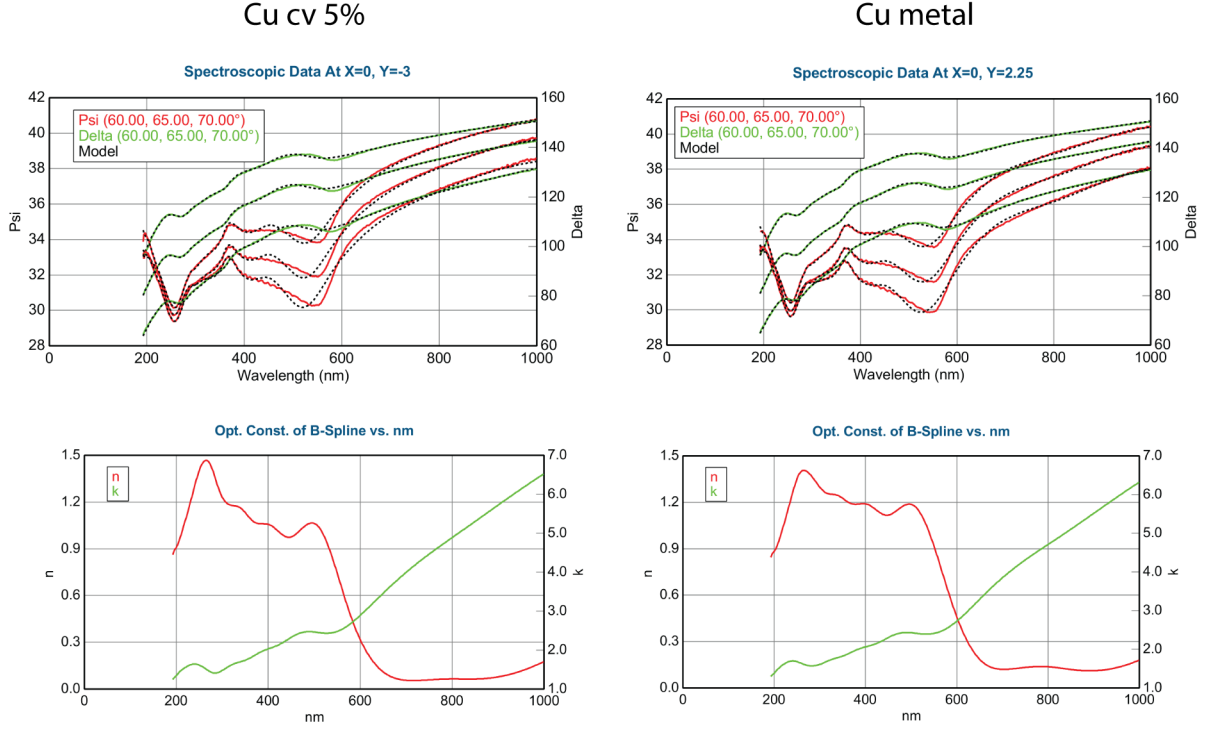 Cu cv 5%
Spectroscopic Data At X=0, Y=-3
Psi (60.00, 65.00, 70.00°)
Delta (60.00, 65.00, 70.00°)
Model
Psi
42
40
38
36
34
32
30
28
160
140
120
100
80
60
Delta
0 200 400 600 800 1000
Wavelength (nm)
Cu metal
Spectroscopic Data At X=0, Y=2.25
Psi (60.00, 65.00, 70.00°)
Delta (60.00, 65.00, 70.00°)
Model
Psi
42
40
38
36
34
32
30
28
160
140
120
100
80
60
Delta
0 200 400 600 800 1000
Wavelength (nm)
Opt. Const. of B-Spline vs. nm
n
k
n
1.5
1.2
0.9
0.6
0.3
0.0
7.0
6.0
5.0
4.0
3.0
2.0
1.0
k
0 200 400 600 800 1000
nm
Opt. Const. of B-Spline vs. nm
n
k
n
1.5
1.2
0.9
0.6
0.3
0.0
7.0
6.0
5.0
4.0
3.0
2.0
1.0
k
0 200 400 600 800 1000
nm